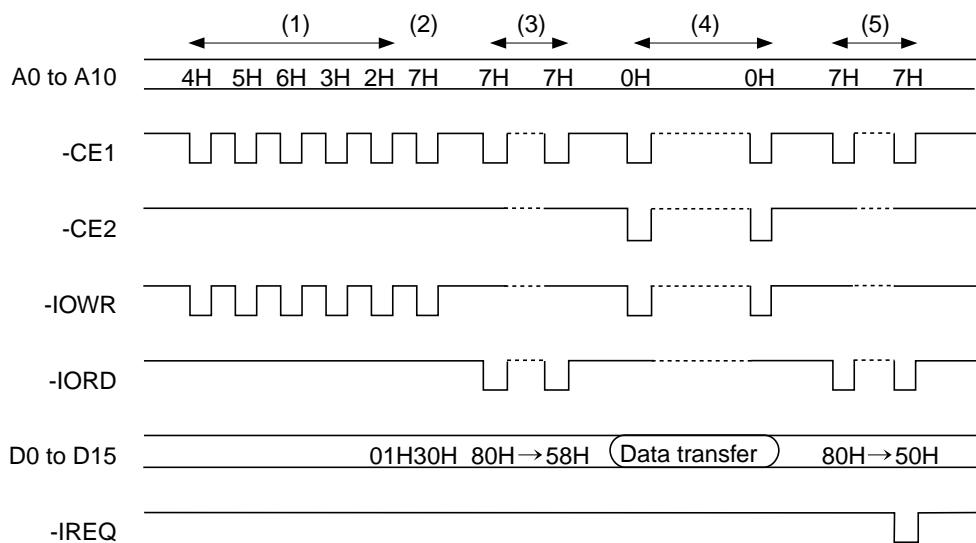 (1) (2) (3) (4) (5)
A0 to A10 4H 5H 6H 3H 2H 7H 7H 7H 0H 0H 7H 7H
-CE1
-CE2
-IOWR
-IORD
D0 to D15 01H30H 80H→58H Data transfer 80H→50H
-IREQ